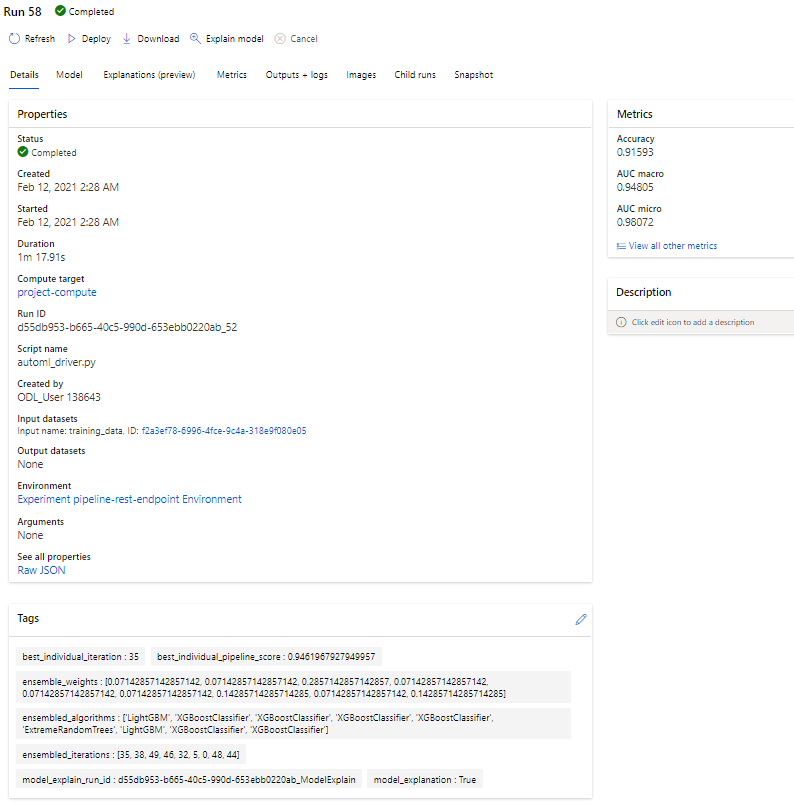 Run 58 Completed
Refresh Deploy Download Explain model Cancel
Details Model Explanations (preview) Metrics Outputs + logs Images Child runs Snapshot
Properties
Status
Completed
Created
Feb 12, 2021 2:28 AM
Started
Feb 12, 2021 2:28 AM
Duration
1m 17.91s
Compute target
project-compute
Run ID
d55db953-b665-40c5-990d-653ebb0220ab_52
Script name
automl_driver.py
Created by
ODL_User 138643
Input datasets
Input name: training_data, ID: f2a3ef78-6996-4fce-9c4a-318e9f080e05
Output datasets
None
Environment
Experiment pipeline-rest-endpoint Environment
Arguments
None
See all properties
Raw JSON
Metrics
Accuracy
0.91593
AUC macro
0.94805
AUC micro
0.98072
View all other metrics
Description
Click edit icon to add a description
Tags
best_individual_iteration : 35 best_individual_pipeline_score : 0.9461967927949957
ensemble_weights : [0.07142857142857142, 0.07142857142857142, 0.2857142857142857, 0.07142857142857142,
0.07142857142857142, 0.07142857142857142, 0.14285714285714285, 0.07142857142857142, 0.14285714285714285]
ensembled_algorithms : ['LightGBM', 'XGBoostClassifier', 'XGBoostClassifier', 'XGBoostClassifier', 'XGBoostClassifier',
'ExtremeRandomTrees', 'LightGBM', 'XGBoostClassifier', 'XGBoostClassifier']
ensembled_iterations : [35, 38, 49, 46, 32, 5, 0, 48, 44]
model_explain_run_id : d55db953-b665-40c5-990d-653ebb0220ab_ModelExplain model_explanation : True